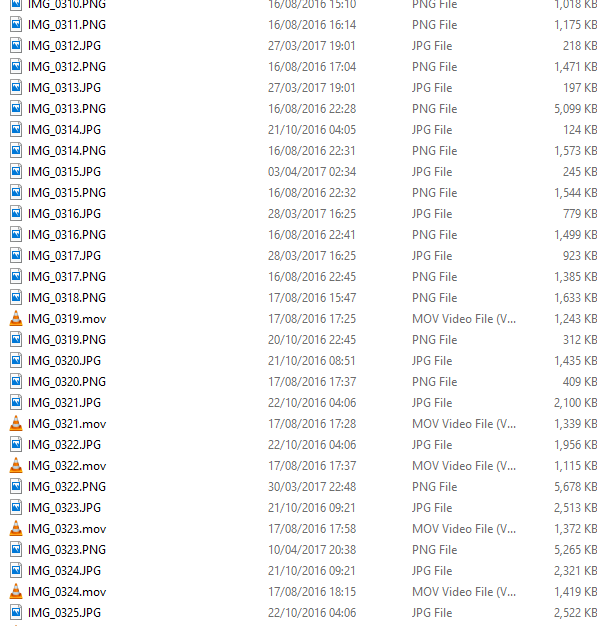 IMG_0310.PNG 16/08/2016 15:10 PNG File 1,018 KB
IMG_0311.PNG 16/08/2016 16:14 PNG File 1,175 KB
IMG_0312.JPG 27/03/2017 19:01 JPG File 218 KB
IMG_0312.PNG 16/08/2016 17:04 PNG File 1,471 KB
IMG_0313.JPG 27/03/2017 19:01 JPG File 197 KB
IMG_0313.PNG 16/08/2016 22:28 PNG File 5,099 KB
IMG_0314.JPG 21/10/2016 04:05 JPG File 124 KB
IMG_0314.PNG 16/08/2016 22:31 PNG File 1,573 KB
IMG_0315.JPG 03/04/2017 02:34 JPG File 245 KB
IMG_0315.PNG 16/08/2016 22:32 PNG File 1,544 KB
IMG_0316.JPG 28/03/2017 16:25 JPG File 779 KB
IMG_0316.PNG 16/08/2016 22:41 PNG File 1,499 KB
IMG_0317.JPG 28/03/2017 16:25 JPG File 923 KB
IMG_0317.PNG 16/08/2016 22:45 PNG File 1,385 KB
IMG_0318.PNG 17/08/2016 15:47 PNG File 1,633 KB
IMG_0319.mov 17/08/2016 17:25 MOV Video File (V... 1,243 KB
IMG_0319.PNG 20/10/2016 22:45 PNG File 312 KB
IMG_0320.JPG 21/10/2016 08:51 JPG File 1,435 KB
IMG_0320.PNG 17/08/2016 17:37 PNG File 409 KB
IMG_0321.JPG 22/10/2016 04:06 JPG File 2,100 KB
IMG_0321.mov 17/08/2016 17:28 MOV Video File (V... 1,339 KB
IMG_0322.JPG 22/10/2016 04:06 JPG File 1,956 KB
IMG_0322.mov 17/08/2016 17:37 MOV Video File (V... 1,115 KB
IMG_0322.PNG 30/03/2017 22:48 PNG File 5,678 KB
IMG_0323.JPG 21/10/2016 09:21 JPG File 2,513 KB
IMG_0323.mov 17/08/2016 17:58 MOV Video File (V... 1,372 KB
IMG_0323.PNG 10/04/2017 20:38 PNG File 5,265 KB
IMG_0324.JPG 21/10/2016 09:21 JPG File 2,321 KB
IMG_0324.mov 17/08/2016 18:15 MOV Video File (V... 1,419 KB
IMG_0325.JPG 22/10/2016 04:06 JPG File 2,522 KB